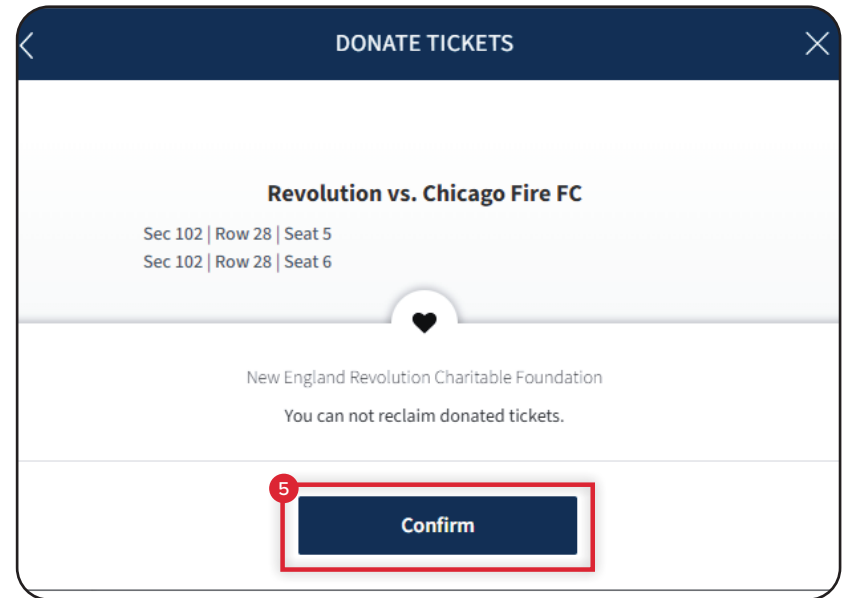 DONATE TICKETS
Revolution vs. Chicago Fire FC
Sec 102 | Row 28 | Seat 5
Sec 102 | Row 28 | Seat 6
New England Revolution Charitable Foundation
You can not reclaim donated tickets.
5
Confirm